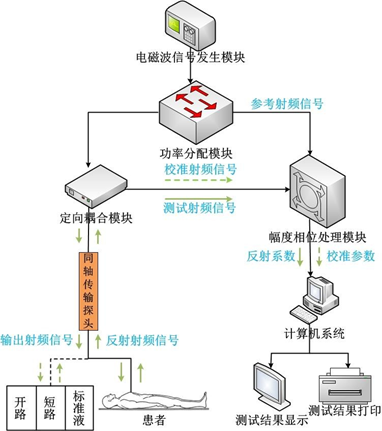 电磁波信号发生模块
参考射频信号
功率分配模块
校准射频信号
测试射频信号
定向耦合模块
幅度相位处理模块
反射系数
校准参数
同轴传输探头
计算机系统
输出射频信号
反射射频信号
开路
短路
标准液
患者
测试结果显示
测试结果打印